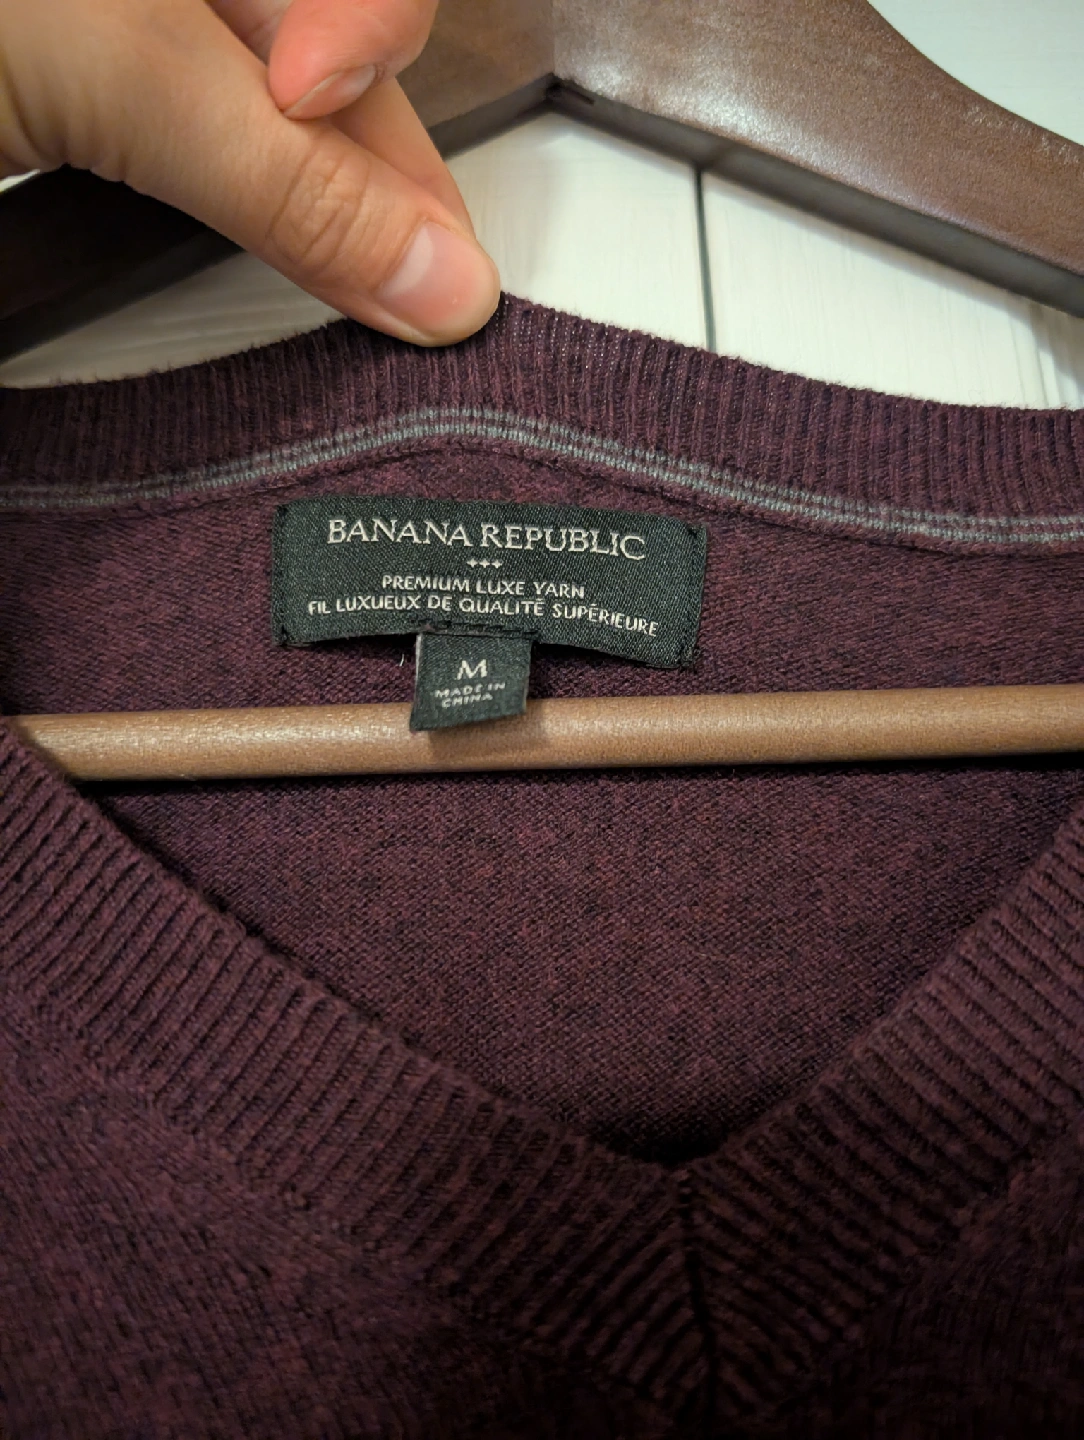 BANANA REPUBLIC
PREMIUM LUXE YARN
FIL LUXUEUX DE QUALITÉ SUPÉRIEURE
M
MADE IN
CHINA